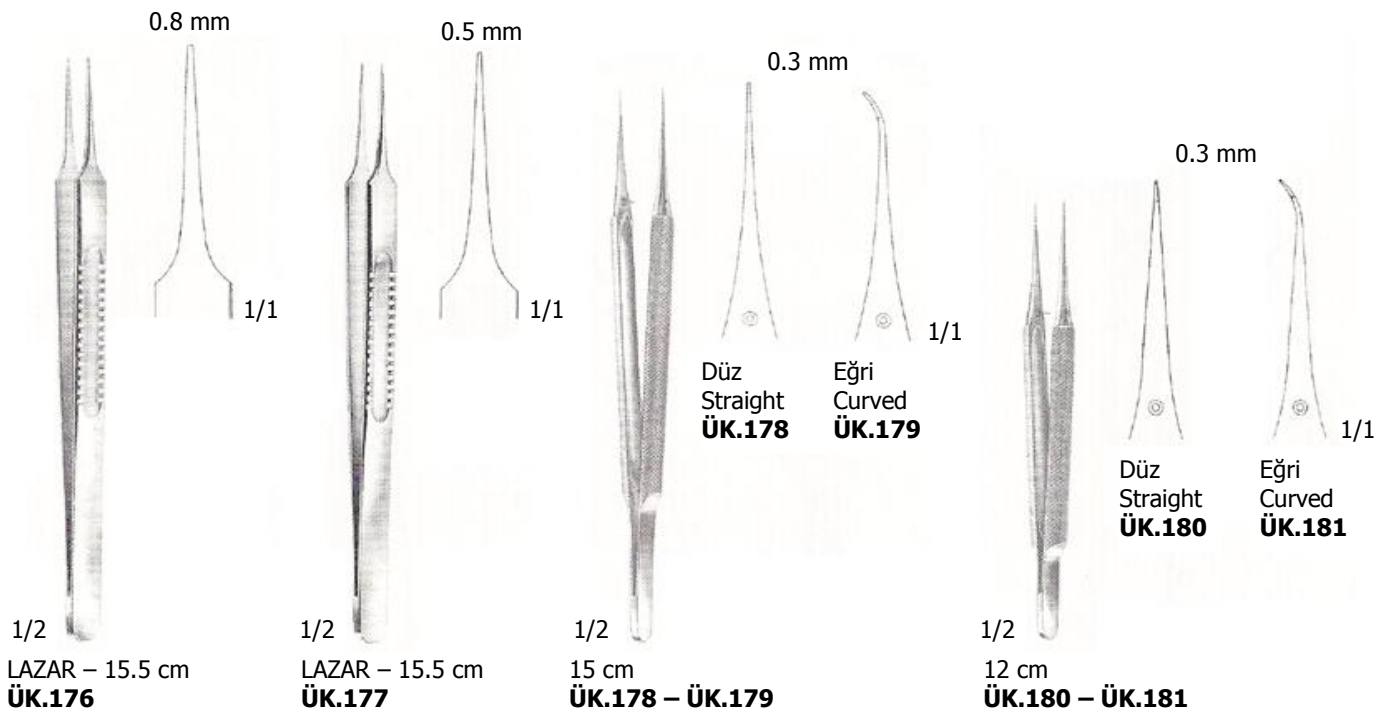 0.8 mm
1/1
1/2
LAZAR – 15.5 cm
ÜK.176
0.5 mm
1/1
1/2
LAZAR – 15.5 cm
ÜK.177
0.3 mm
1/1
Düz
Straight
ÜK.178
Eğri
Curved
ÜK.179
1/2
15 cm
ÜK.178 – ÜK.179
0.3 mm
1/1
Düz
Straight
ÜK.180
Eğri
Curved
ÜK.181
1/2
12 cm
ÜK.180 – ÜK.181